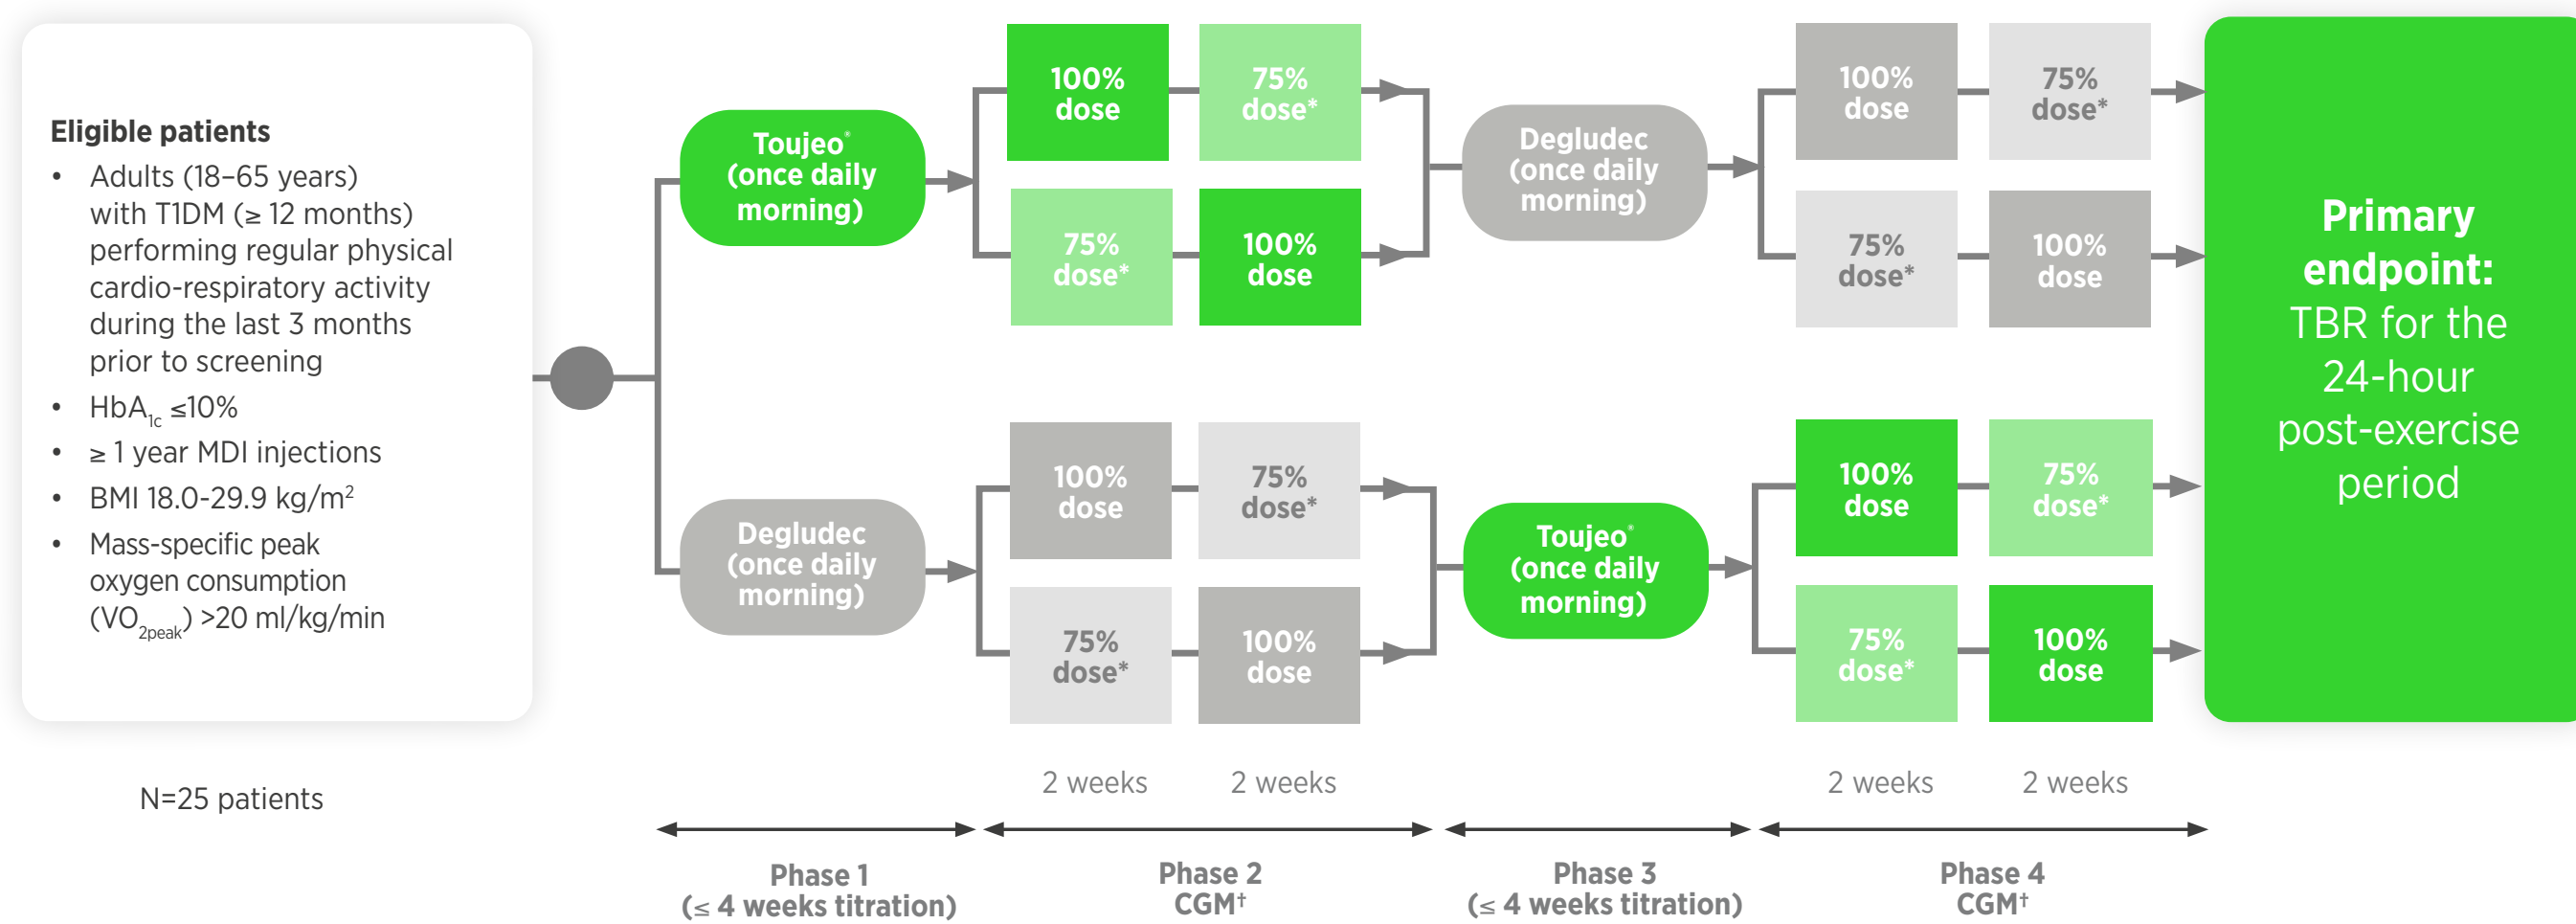 Eligible patients
• Adults (18–65 years)
with T1DM (≥ 12 months)
performing regular physical
cardio-respiratory activity
during the last 3 months
prior to screening
• HbA1c ≤10%
• ≥ 1 year MDI injections
• BMI 18.0-29.9 kg/m²
• Mass-specific peak
oxygen consumption
(VO2peak) >20 ml/kg/min
N=25 patients
Toujeo®
(once daily
morning)
100%
dose
75%
dose*
75%
dose*
100%
dose
Degludec
(once daily
morning)
100%
dose
75%
dose*
75%
dose*
100%
dose
Degludec
(once daily
morning)
100%
dose
75%
dose*
75%
dose*
100%
dose
Toujeo®
(once daily
morning)
100%
dose
75%
dose*
75%
dose*
100%
dose
Primary
endpoint:
TBR for the
24-hour
post-exercise
period
2 weeks
2 weeks
2 weeks
2 weeks
Phase 1
(≤ 4 weeks titration)
Phase 2
CGM†
Phase 3
(≤ 4 weeks titration)
Phase 4
CGM†